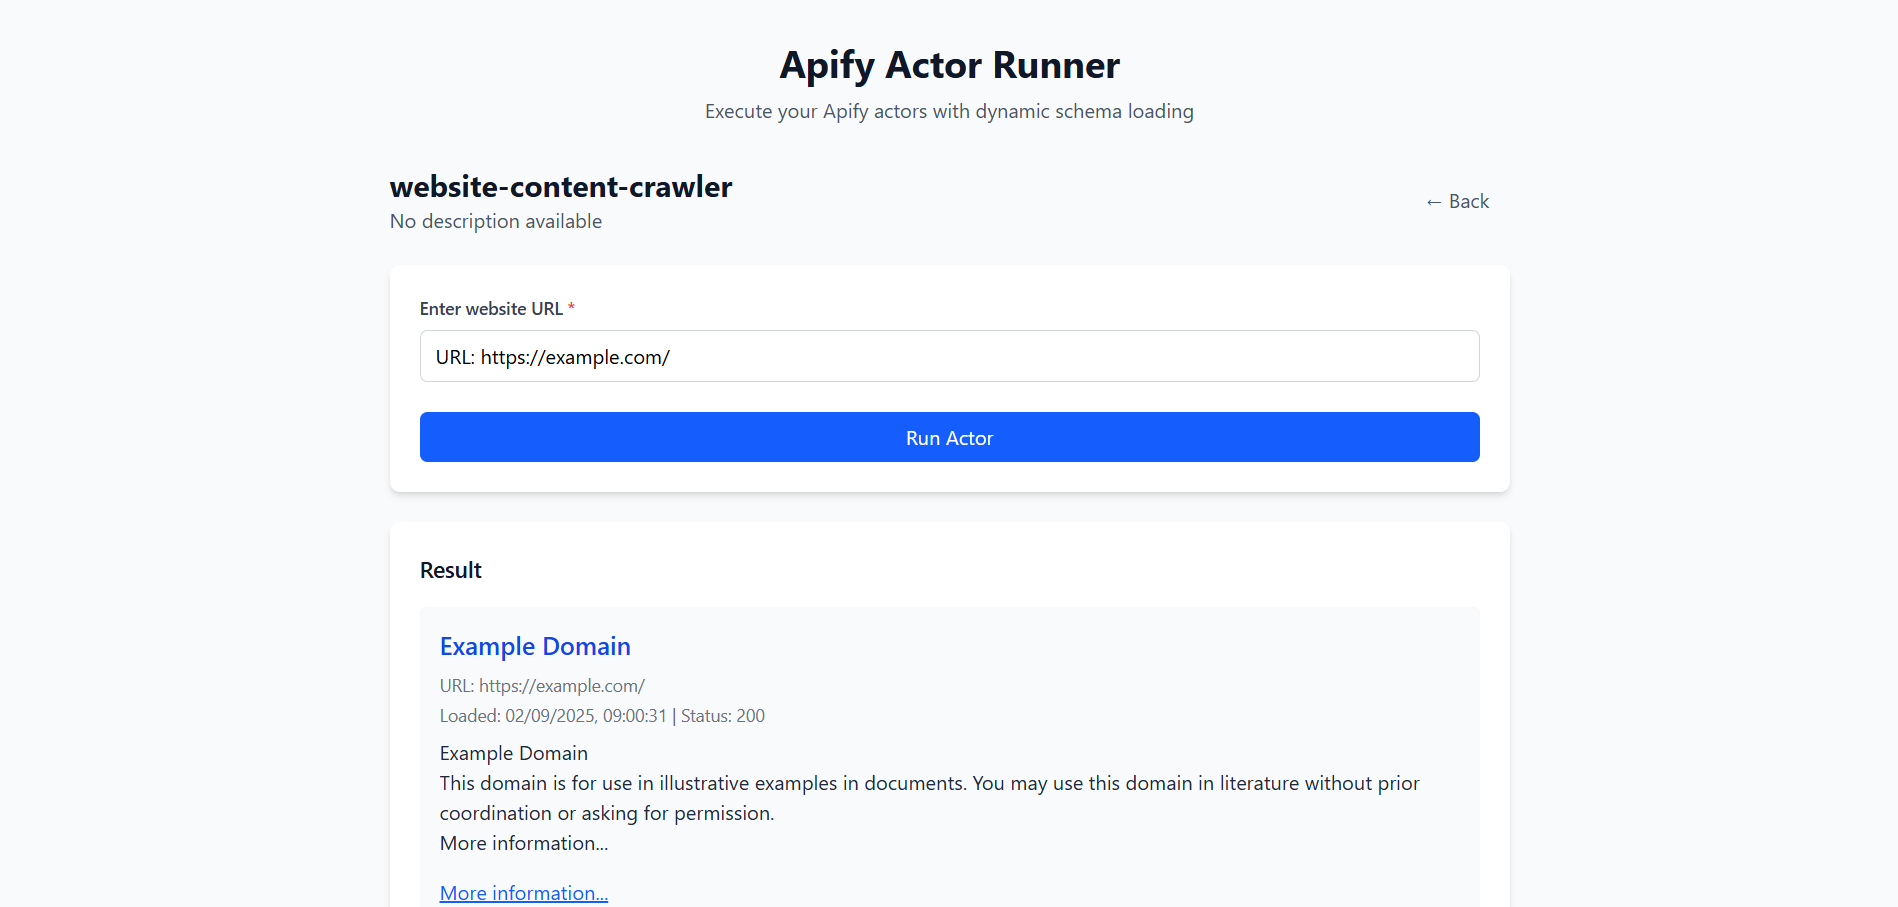 Apify Actor Runner
Execute your Apify actors with dynamic schema loading
website-content-crawler
No description available
← Back
Enter website URL *
URL: https://example.com/
Run Actor
Result
Example Domain
URL: https://example.com/
Loaded: 02/09/2025, 09:00:31 | Status: 200
Example Domain
This domain is for use in illustrative examples in documents. You may use this domain in literature without prior
coordination or asking for permission.
More information...
More information...